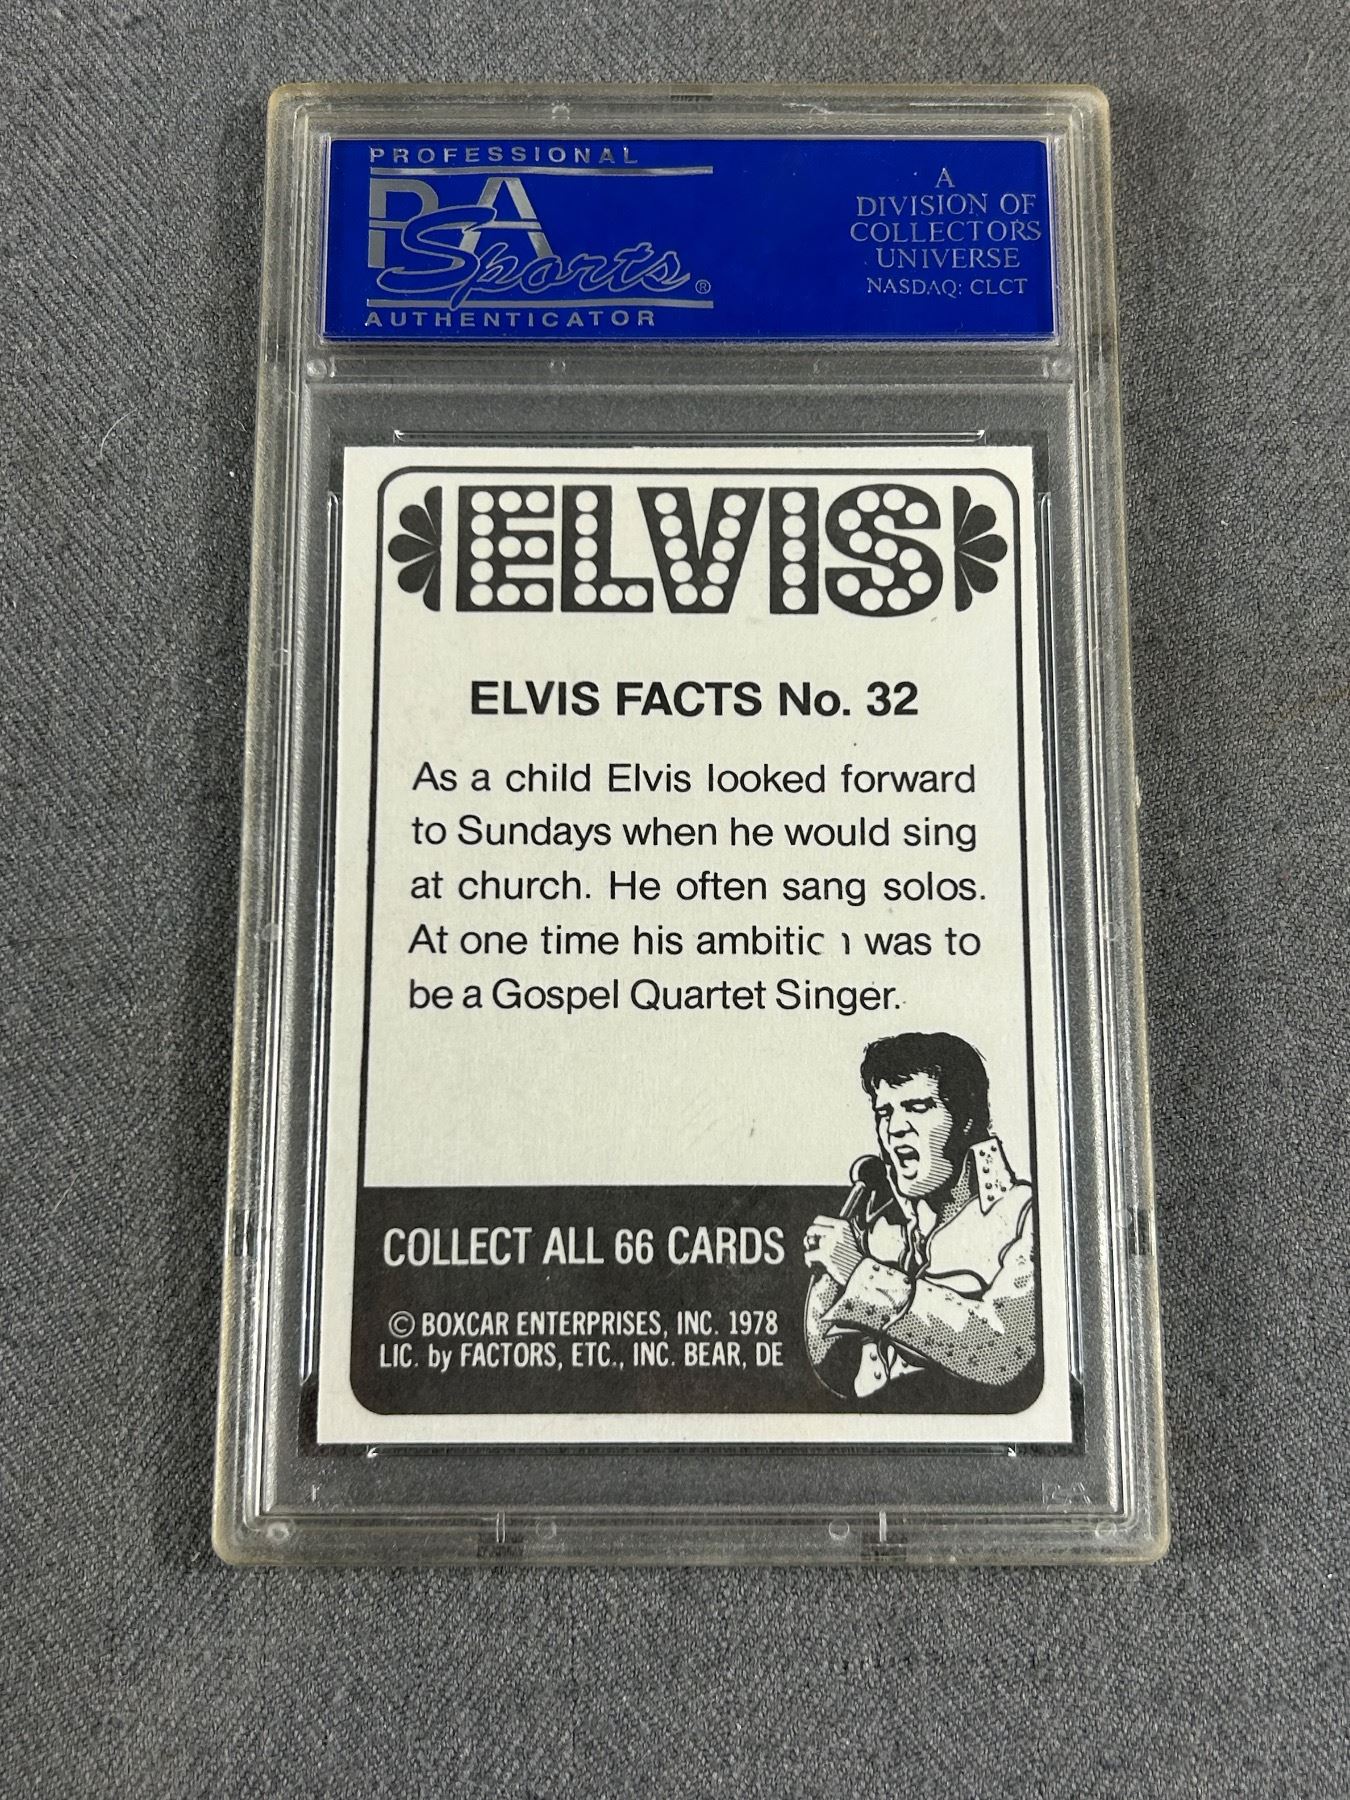 PROFESSIONAL
PSA
Sports®
AUTHENTICATOR
A
DIVISION OF
COLLECTORS
UNIVERSE
NASDAQ: CLCT
ELVIS
ELVIS FACTS No. 32
As a child Elvis looked forward
to Sundays when he would sing
at church. He often sang solos.
At one time his ambition was to
be a Gospel Quartet Singer.
COLLECT ALL 66 CARDS
© BOXCAR ENTERPRISES, INC. 1978
LIC. by FACTORS, ETC., INC. BEAR, DE